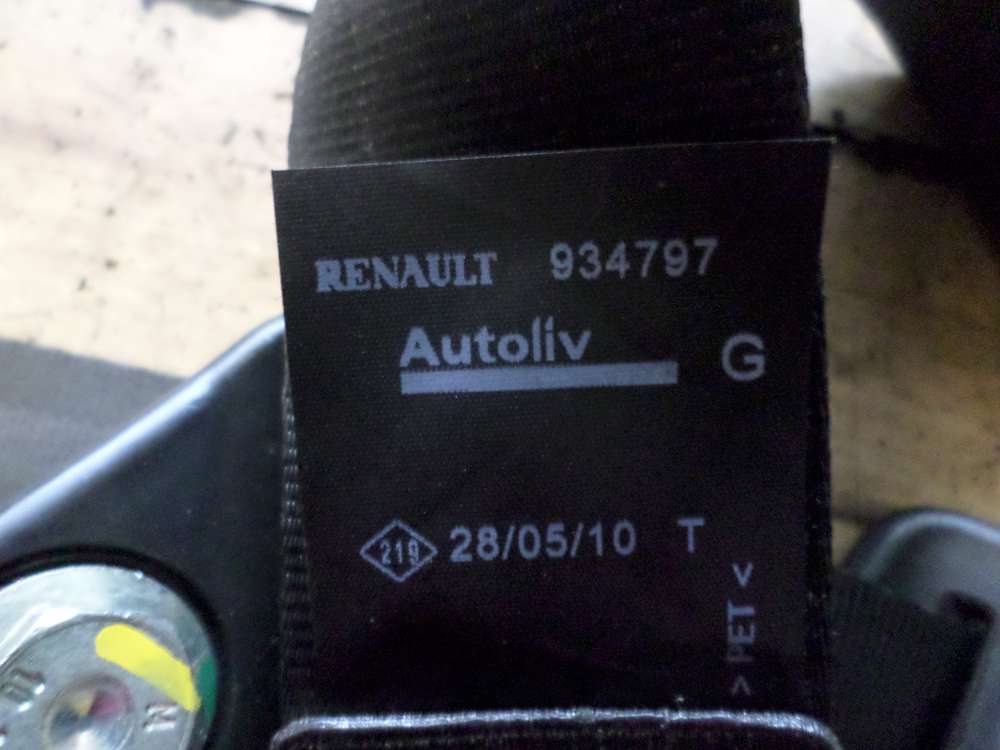 RENAULT 934797
Autoliv G
219 28/05/10 T
>PET<